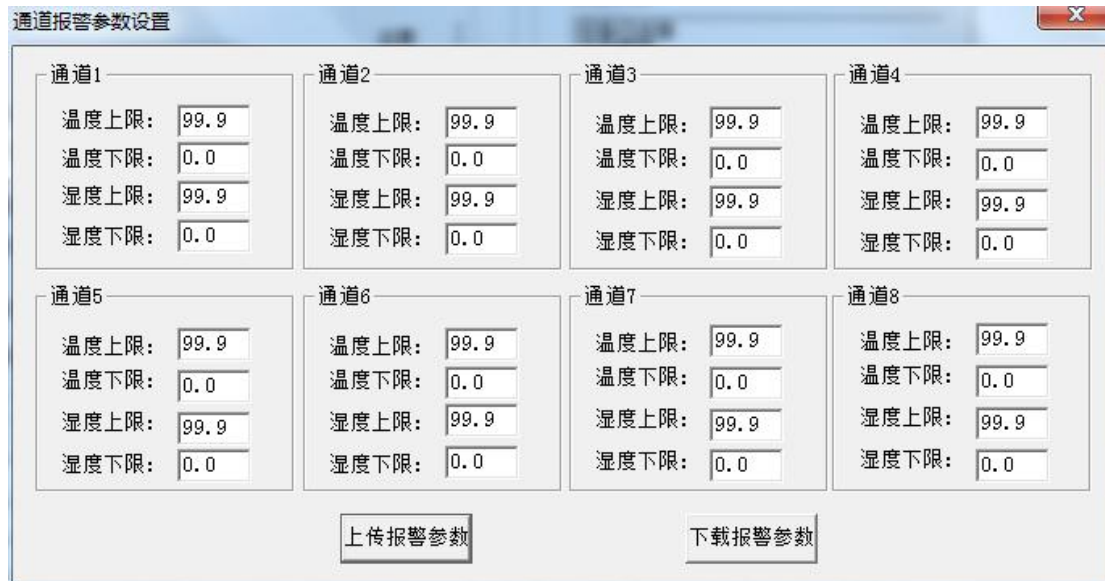 通道报警参数设置
通道1
温度上限: 99.9
温度下限: 0.0
湿度上限: 99.9
湿度下限: 0.0
通道2
温度上限: 99.9
温度下限: 0.0
湿度上限: 99.9
湿度下限: 0.0
通道3
温度上限: 99.9
温度下限: 0.0
湿度上限: 99.9
湿度下限: 0.0
通道4
温度上限: 99.9
温度下限: 0.0
湿度上限: 99.9
湿度下限: 0.0
通道5
温度上限: 99.9
温度下限: 0.0
湿度上限: 99.9
湿度下限: 0.0
通道6
温度上限: 99.9
温度下限: 0.0
湿度上限: 99.9
湿度下限: 0.0
通道7
温度上限: 99.9
温度下限: 0.0
湿度上限: 99.9
湿度下限: 0.0
通道8
温度上限: 99.9
温度下限: 0.0
湿度上限: 99.9
湿度下限: 0.0
上传报警参数
下载报警参数